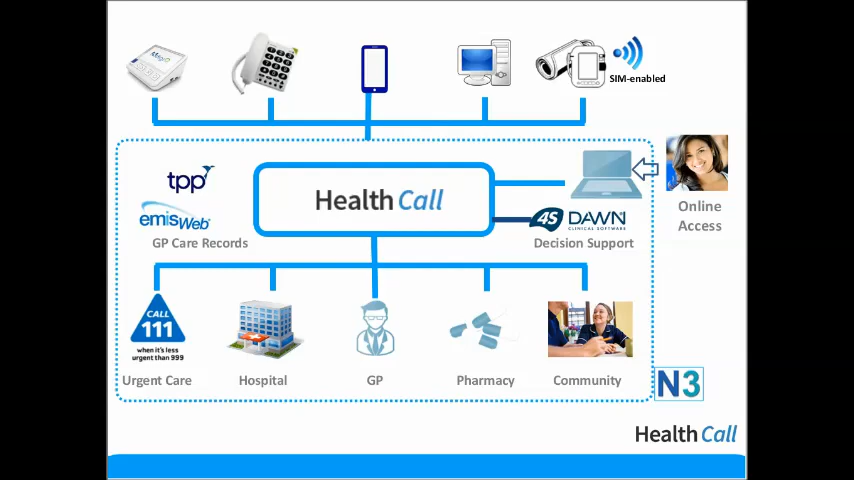 SIM-enabled
tpp
emisWeb
GP Care Records
Health Call
4S DAWN
CLINICAL SOFTWARE
Decision Support
Online
Access
CALL
111
when it's less
urgent than 999
Urgent Care
Hospital
GP
Pharmacy
Community
N3
Health Call